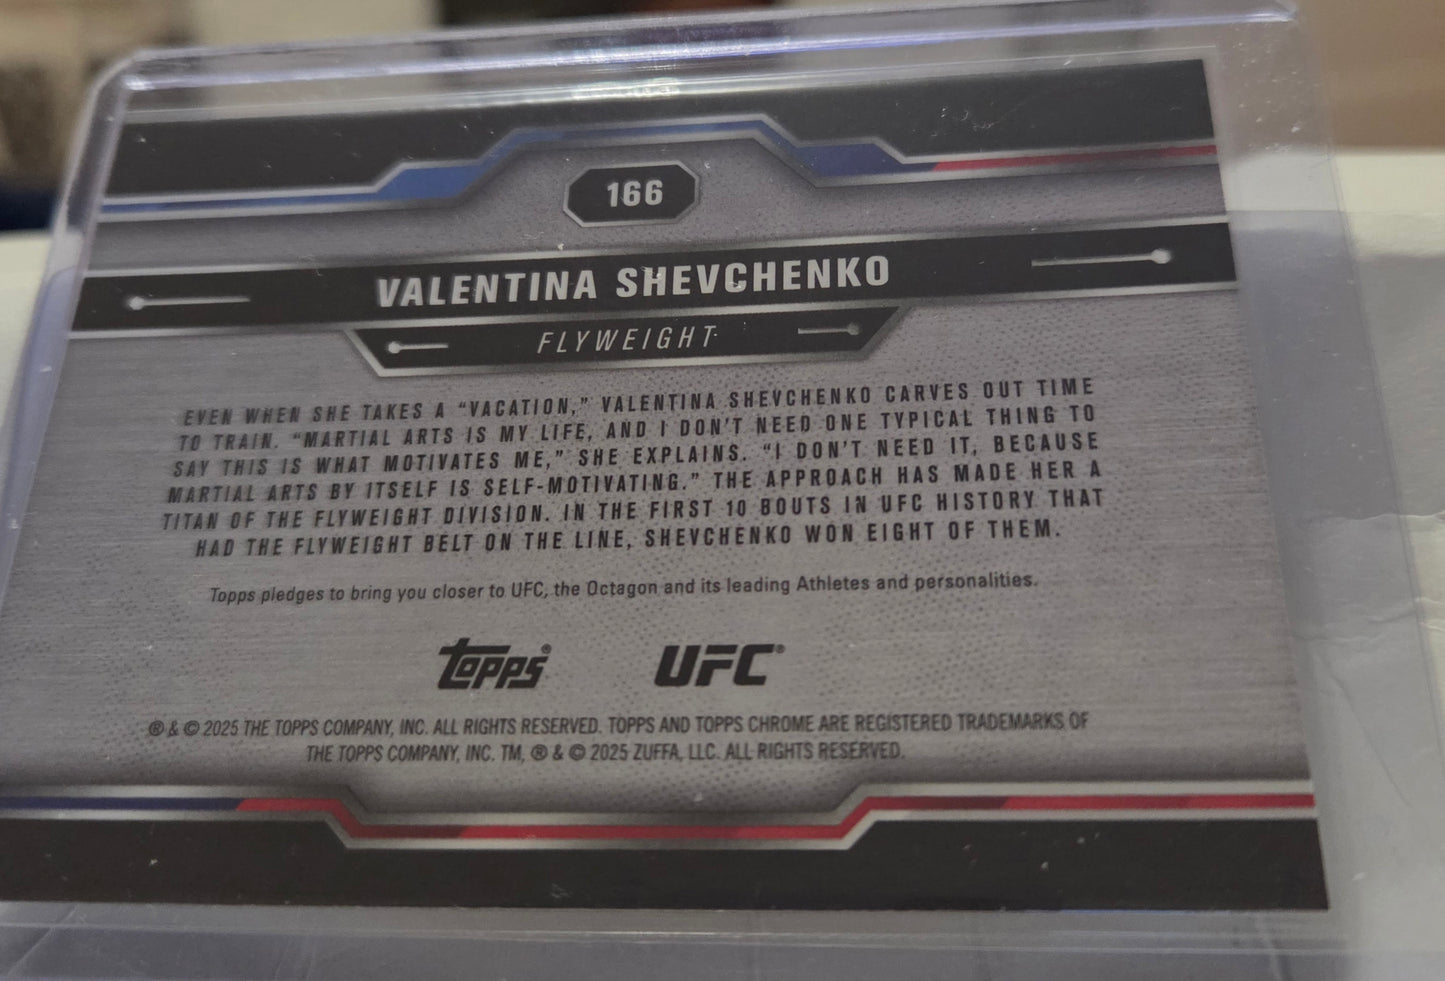 166
VALENTINA SHEVCHENKO
FLYWEIGHT
EVEN WHEN SHE TAKES A “VACATION,” VALENTINA SHEVCHENKO CARVES OUT TIME
TO TRAIN. “MARTIAL ARTS IS MY LIFE, AND I DON'T NEED ONE TYPICAL THING TO
SAY THIS IS WHAT MOTIVATES ME,” SHE EXPLAINS. “I DON'T NEED IT, BECAUSE
MARTIAL ARTS BY ITSELF IS SELF-MOTIVATING.” THE APPROACH HAS MADE HER A
TITAN OF THE FLYWEIGHT DIVISION. IN THE FIRST 10 BOUTS IN UFC HISTORY THAT
HAD THE FLYWEIGHT BELT ON THE LINE, SHEVCHENKO WON EIGHT OF THEM.
Topps pledges to bring you closer to UFC, the Octagon and its leading Athletes and personalities.
topps® UFC®
® & © 2025 THE TOPPS COMPANY, INC. ALL RIGHTS RESERVED. TOPPS AND TOPPS CHROME ARE REGISTERED TRADEMARKS OF
THE TOPPS COMPANY, INC. TM, ® & © 2025 ZUFFA, LLC. ALL RIGHTS RESERVED.